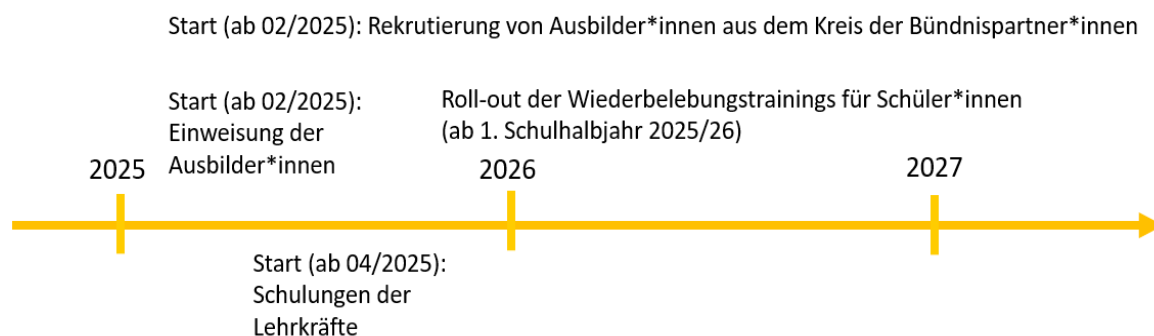 Start (ab 02/2025): Rekrutierung von Ausbilder*innen aus dem Kreis der Bündnispartner*innen
Start (ab 02/2025):
Einweisung der
Ausbilder*innen
Roll-out der Wiederbelebungstrainings für Schüler*innen
(ab 1. Schulhalbjahr 2025/26)
2025
2026
2027
Start (ab 04/2025):
Schulungen der
Lehrkräfte